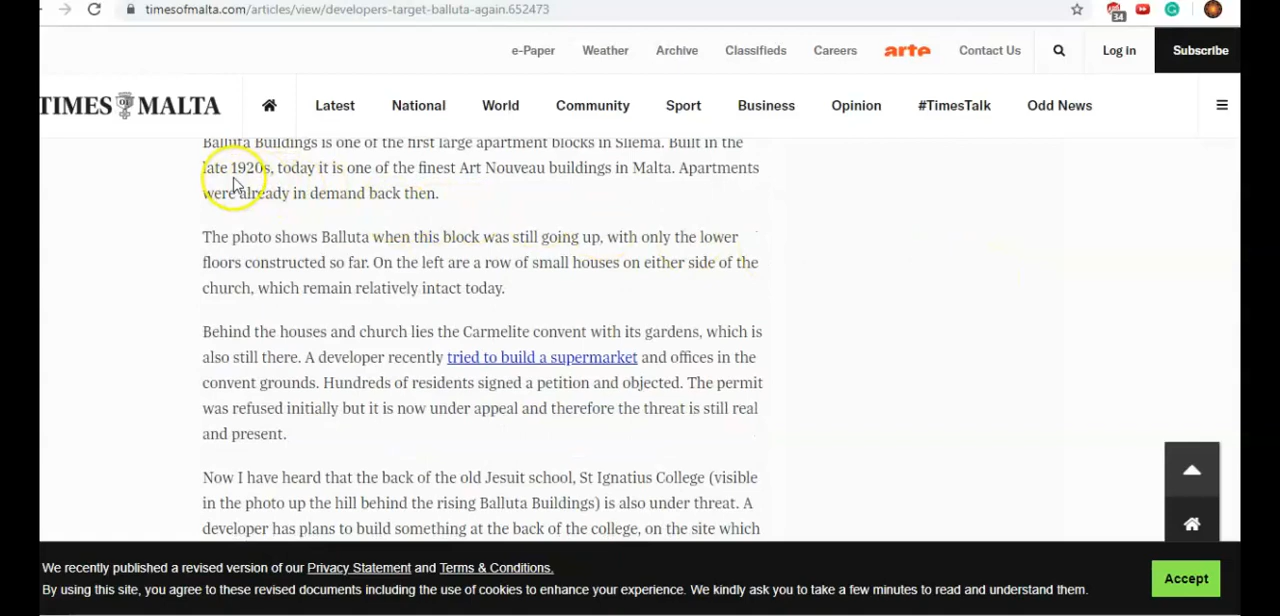 timesofmalta.com/articles/view/developers-target-balluta-again.652473
34
e-Paper Weather Archive Classifieds Careers arte Contact Us Log in Subscribe
TIMES OF MALTA Latest National World Community Sport Business Opinion #TimesTalk Odd News
Balluta Buildings is one of the first large apartment blocks in Sliema. Built in the
late 1920s, today it is one of the finest Art Nouveau buildings in Malta. Apartments
were already in demand back then.
The photo shows Balluta when this block was still going up, with only the lower
floors constructed so far. On the left are a row of small houses on either side of the
church, which remain relatively intact today.
Behind the houses and church lies the Carmelite convent with its gardens, which is
also still there. A developer recently tried to build a supermarket and offices in the
convent grounds. Hundreds of residents signed a petition and objected. The permit
was refused initially but it is now under appeal and therefore the threat is still real
and present.
Now I have heard that the back of the old Jesuit school, St Ignatius College (visible
in the photo up the hill behind the rising Balluta Buildings) is also under threat. A
developer has plans to build something at the back of the college, on the site which
We recently published a revised version of our Privacy Statement and Terms & Conditions.
By using this site, you agree to these revised documents including the use of cookies to enhance your experience. We kindly ask you to take a few minutes to read and understand them.
Accept